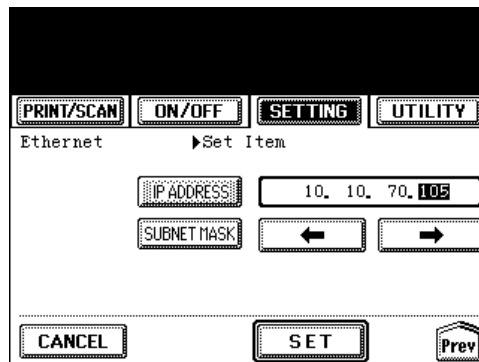 PRINT/SCAN ON/OFF SETTING UTILITY
Ethernet ▶Set Item
IP ADDRESS 10. 10. 70. 105
SUBNET MASK ← →
CANCEL SET Prev